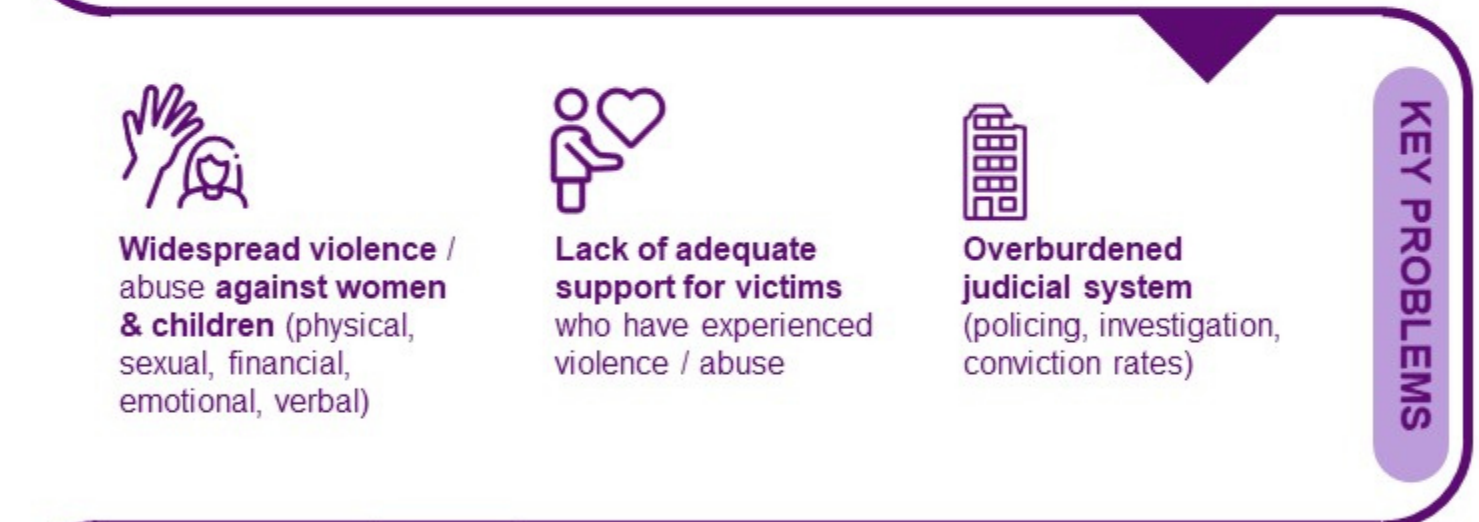 Widespread violence /
abuse against women
& children (physical,
sexual, financial,
emotional, verbal)
Lack of adequate
support for victims
who have experienced
violence / abuse
Overburdened
judicial system
(policing, investigation,
conviction rates)
KEY PROBLEMS